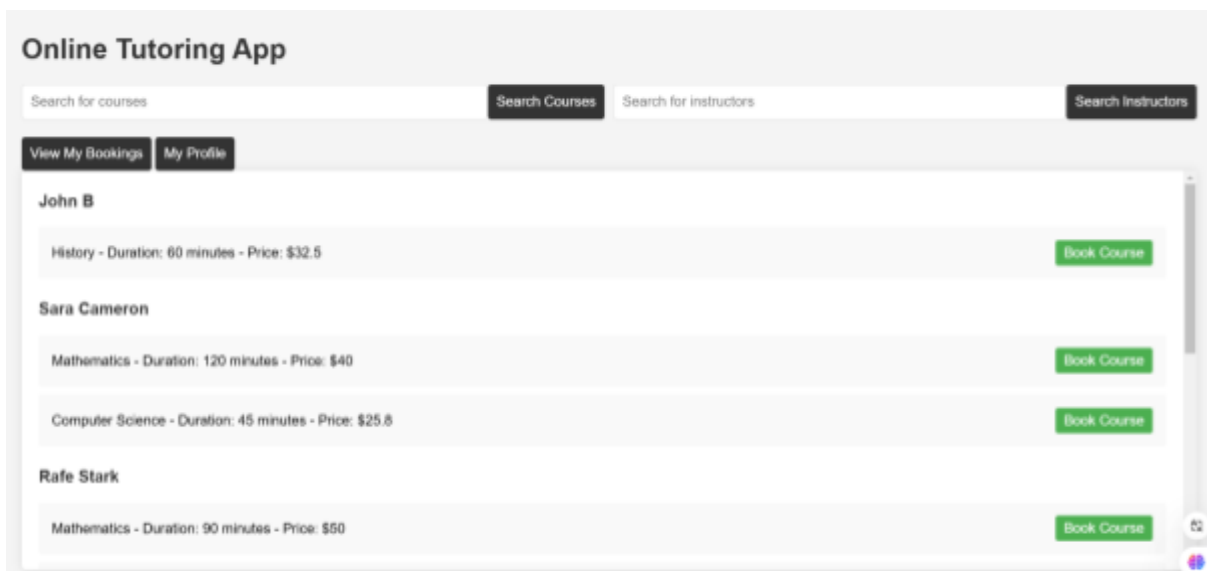 Online Tutoring App
Search for courses Search Courses Search for instructors Search Instructors
View My Bookings My Profile
John B
History - Duration: 60 minutes - Price: $32.5 Book Course
Sara Cameron
Mathematics - Duration: 120 minutes - Price: $40 Book Course
Computer Science - Duration: 45 minutes - Price: $25.8 Book Course
Rafe Stark
Mathematics - Duration: 90 minutes - Price: $50 Book Course